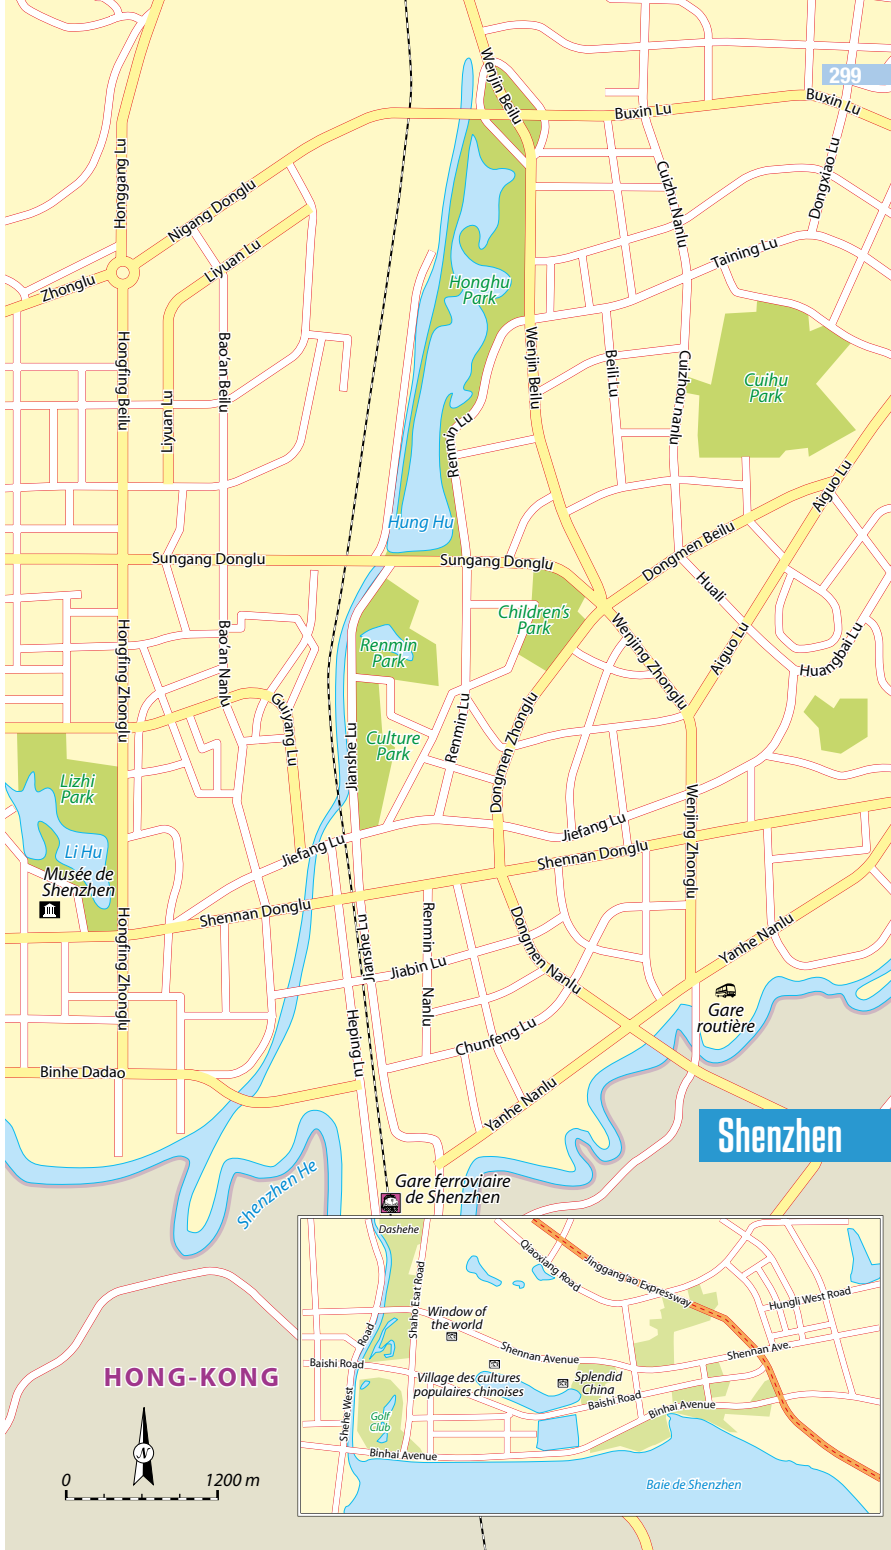 Wenjin Beilu
299
Buxin Lu
Buxin Lu
Honggang Lu
Nigang Donglu
Cuizhu Nanlu
Dongxiao Lu
Liyuan Lu
Taining Lu
Zhonglu
Honghu
Park
Hongfing Beilu
Bao'an Beilu
Wenjin Beilu
Beili Lu
Cuizhou nanlu
Cuihu
Park
Liyuan Lu
Renmin Lu
Aiguo Lu
Hung Hu
Sungang Donglu
Sungang Donglu
Dongmen Beilu
Huali
Children's
Park
Hongfing Zhonglu
Bao'an Nanlu
Renmin
Park
Wenjing Zhonglu
Aiguo Lu
Huangbai Lu
Guiyang Lu
Jianshe Lu
Culture
Park
Renmin Lu
Dongmen Zhonglu
Lizhi
Park
Wenjing Zhonglu
Jiefang Lu
Jiefang Lu
Li Hu
Shennan Donglu
Musée de
Shenzhen
Shennan Donglu
Hongfing Zhonglu
Jianshe Lu
Renmin
Nanlu
Dongmen Nanlu
Yanhe Nanlu
Jiabin Lu
Gare
routière
Heping Lu
Chunfeng Lu
Binhe Dadao
Yanhe Nanlu
Shenzhen
Shenzhen He
Gare ferroviaire
de Shenzhen
Dashehe
Qiaoxiang Road
Jinggang'ao Expressway
Shaho Esat Road
Hungli West Road
Window of
the world
Road
Shennan Avenue
Shennan Ave.
Baishi Road
Village des cultures
populaires chinoises
Splendid
China
Baishi Road
Binhai Avenue
Shehe West
Golf
Club
Binhai Avenue
Baie de Shenzhen
HONG-KONG
N
0
1200 m